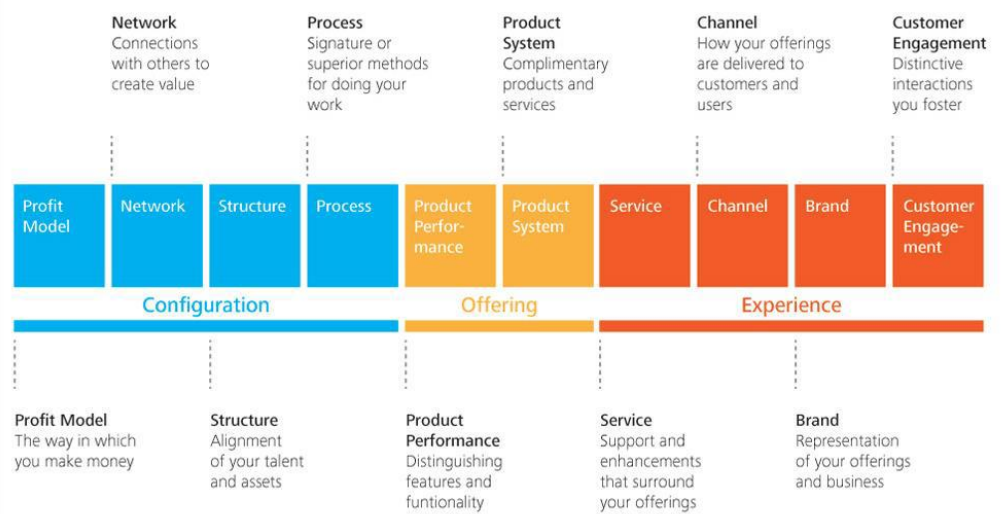 Network
Connections
with others to
create value
Process
Signature or
superior methods
for doing your
work
Product
System
Complimentary
products and
services
Channel
How your offerings
are delivered to
customers and
users
Customer
Engagement
Distinctive
interactions
you foster
Profit
Model
Network
Structure
Process
Product
Perfor-
mance
Product
System
Service
Channel
Brand
Customer
Engage-
ment
Configuration
Offering
Experience
Profit Model
The way in which
you make money
Structure
Alignment
of your talent
and assets
Product
Performance
Distinguishing
features and
funtionality
Service
Support and
enhancements
that surround
your offerings
Brand
Representation
of your offerings
and business